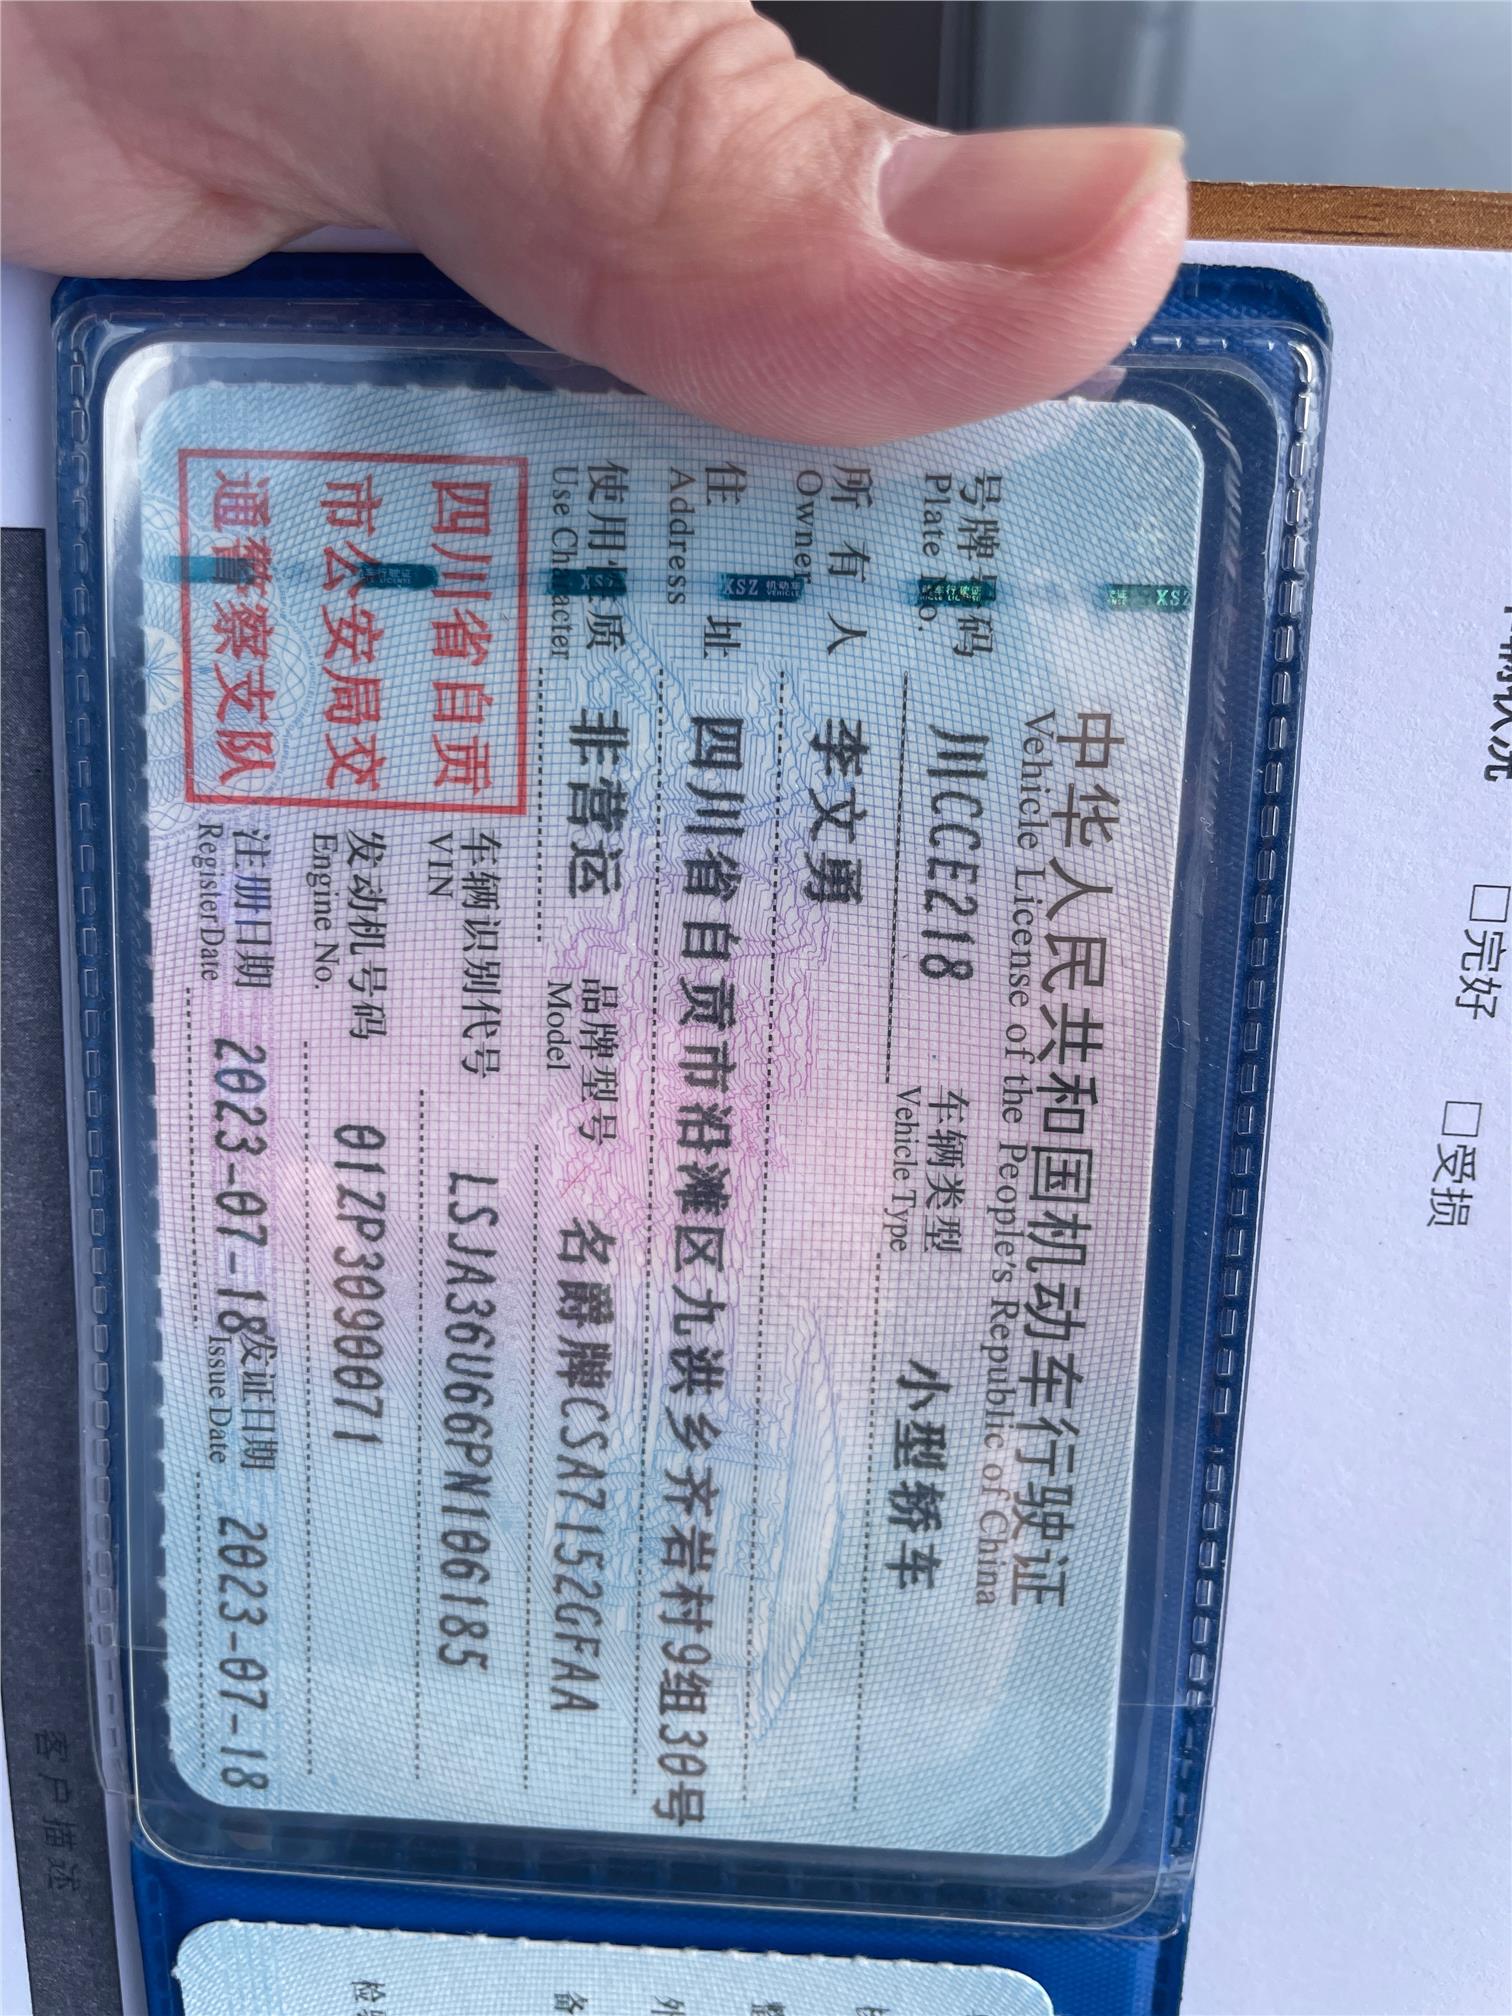 中华人民共和国机动车行驶证
Vehicle License of the People's Republic of China
号牌号码 川CCE218 车辆类型 小型轿车
Plate No. Vehicle Type
所有人 李文勇
Owner
住址 四川省自贡市沿滩区九洪乡齐岩村9组30号
Address
使用性质 非营运 品牌型号 名爵牌CSA7152GFAA
Use Character Model
四川省自贡
市公安局交
通警察支队
车辆识别代号 LSJA36U66PN106185
VIN
发动机号码 01ZP3090071
Engine No.
注册日期 2023-07-18 发证日期 2023-07-18
Register Date Issue Date
XSZ 机动车
VEHICLE
□完好 □受损
客户描述